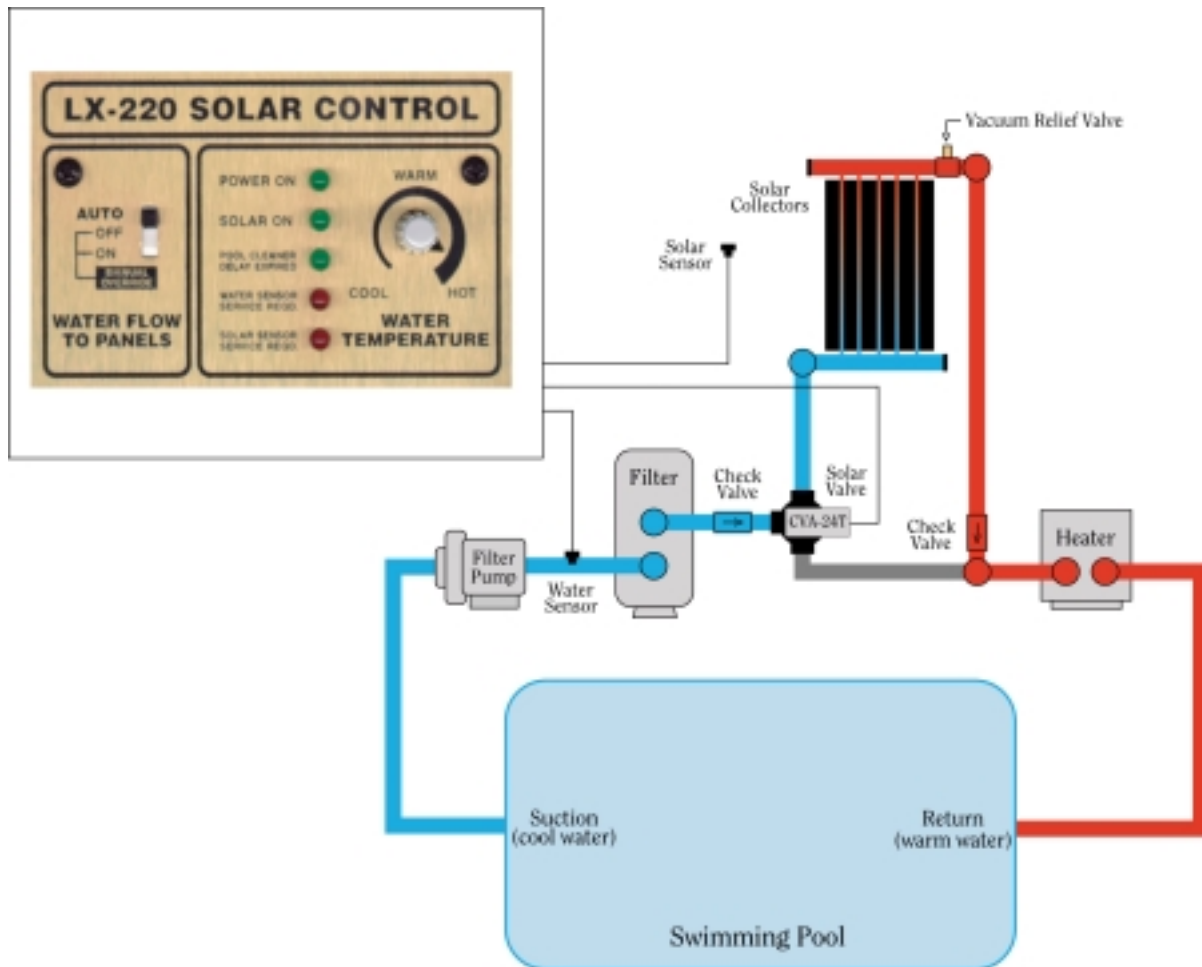 LX-220 SOLAR CONTROL
AUTO
OFF
ON
MANUAL
OVERRIDE
WATER FLOW
TO PANELS
POWER ON
SOLAR ON
POOL CLEANER
DELAY EXPIRED
WATER SENSOR
SERVICE REQD.
SOLAR SENSOR
SERVICE REQD.
WARM
COOL
HOT
WATER
TEMPERATURE
Vacuum Relief Valve
Solar
Collectors
Solar
Sensor
Filter
Check
Valve
Solar
Valve
CVA-24T
Check
Valve
Heater
Filter
Pump
Water
Sensor
Suction
(cool water)
Return
(warm water)
Swimming Pool